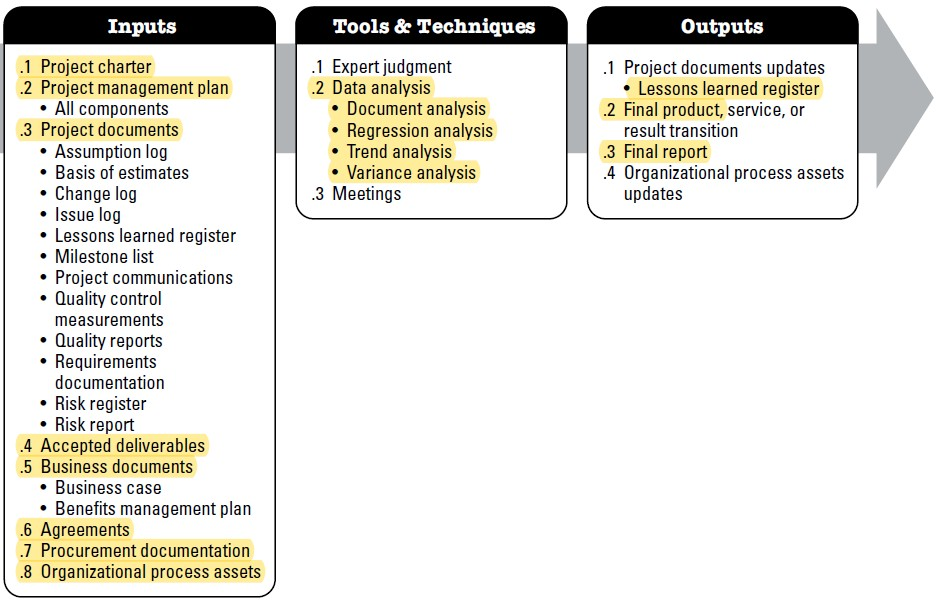 Inputs
.1 Project charter
.2 Project management plan
• All components
.3 Project documents
• Assumption log
• Basis of estimates
• Change log
• Issue log
• Lessons learned register
• Milestone list
• Project communications
• Quality control
measurements
• Quality reports
• Requirements
documentation
• Risk register
• Risk report
.4 Accepted deliverables
.5 Business documents
• Business case
• Benefits management plan
.6 Agreements
.7 Procurement documentation
.8 Organizational process assets
Tools & Techniques
.1 Expert judgment
.2 Data analysis
• Document analysis
• Regression analysis
• Trend analysis
• Variance analysis
.3 Meetings
Outputs
.1 Project documents updates
• Lessons learned register
.2 Final product, service, or
result transition
.3 Final report
.4 Organizational process assets
updates